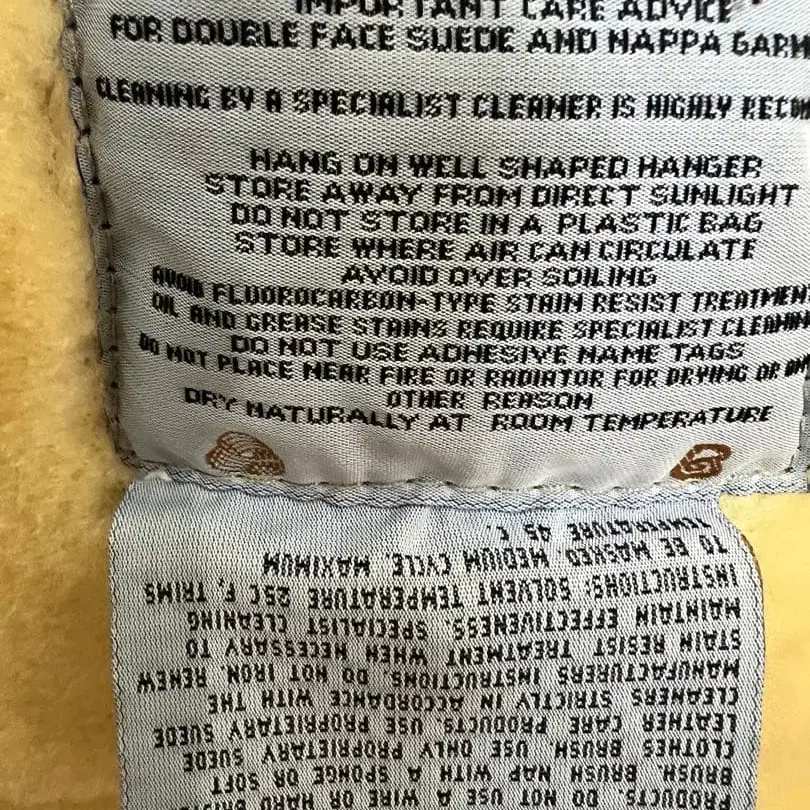 IMPORTANT CARE ADVICE
FOR DOUBLE FACE SUEDE AND NAPPA GARM
CLEANING BY A SPECIALIST CLEANER IS HIGHLY RECOM
HANG ON WELL SHAPED HANGER
STORE AWAY FROM DIRECT SUNLIGHT
DO NOT STORE IN A PLASTIC BAG
STORE WHERE AIR CAN CIRCULATE
AVOID OVER SOILING
AVOID FLUOROCARBON-TYPE STAIN RESIST TREATMEN
OIL AND GREASE STAINS REQUIRE SPECIALIST CLEANIN
DO NOT USE ADHESIVE NAME TAGS
DO NOT PLACE NEAR FIRE OR RADIATOR FOR DRYING OR
OTHER REASON
DRY NATURALLY AT ROOM TEMPERATURE
PRODUCTS. DO NOT USE A WIRE OR HARD
BRUSH. BRUSH NAP WITH A SPONGE OR SOFT
CLOTHES BRUSH. USE ONLY PROPRIETARY SUEDE
LEATHER CARE PRODUCTS. USE PROPRIETARY SUEDE
CLEANERS STRICTLY IN ACCORDANCE WITH THE
MANUFACTURERS INSTRUCTIONS. DO NOT IRON. RENEW
STAIN RESIST TREATMENT WHEN NECESSARY TO
MAINTAIN EFFECTIVENESS. SPECIALIST CLEANING
INSTRUCTIONS: SOLVENT TEMPERATURE 25C F, TRIMS
TO BE MASKED, MEDIUM CYCLE, MAXIMUM
TEMPERATURE 45 C.